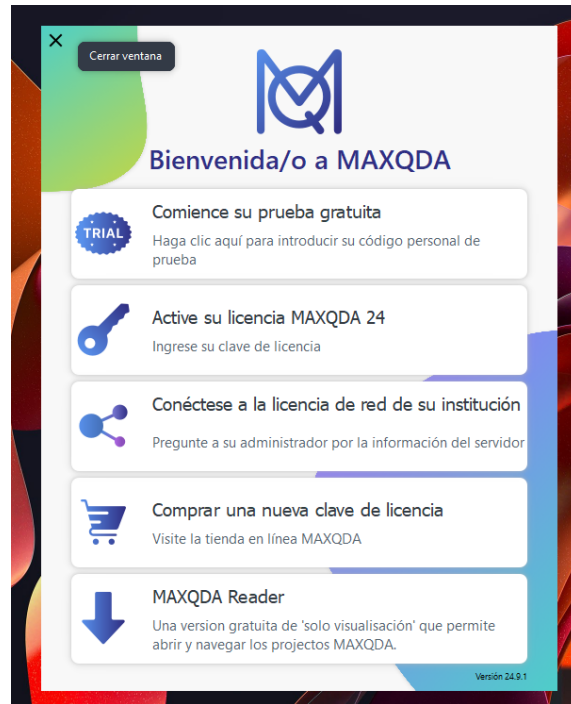 Cerrar ventana
Bienvenida/o a MAXQDA
TRIAL
Comience su prueba gratuita
Haga clic aquí para introducir su código personal de
prueba
Active su licencia MAXQDA 24
Ingrese su clave de licencia
Conéctese a la licencia de red de su institución
Pregunte a su administrador por la información del servidor
Comprar una nueva clave de licencia
Visite la tienda en línea MAXQDA
MAXQDA Reader
Una version gratuita de 'solo visualisación' que permite
abrir y navegar los projectos MAXQDA.
Versión 24.9.1